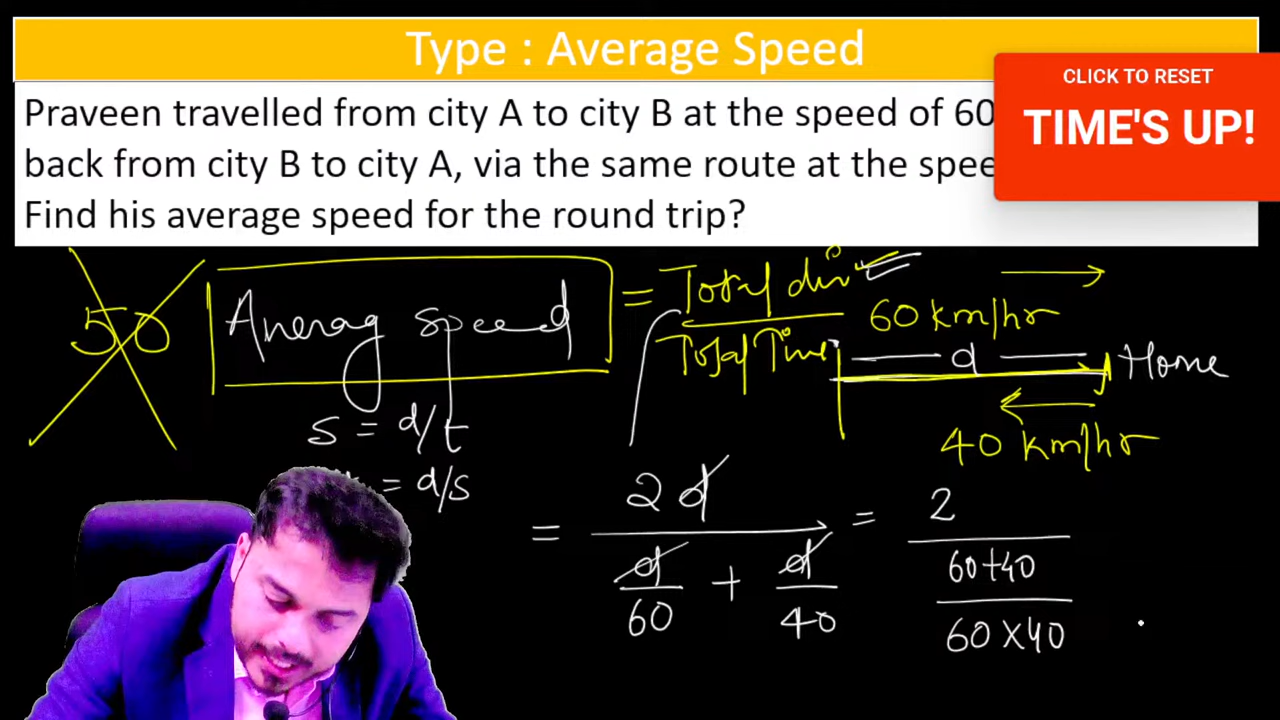 Type : Average Speed
CLICK TO RESET
TIME'S UP!
Praveen travelled from city A to city B at the speed of 60
back from city B to city A, via the same route at the spee
Find his average speed for the round trip?
50
Anerag speed = Total dis / Total Time
60 km/hr
d Home
40 km/hr
s = d/t
= d/s
= 2d / (d/60 + d/40) = 2 / ((60+40) / (60×40))